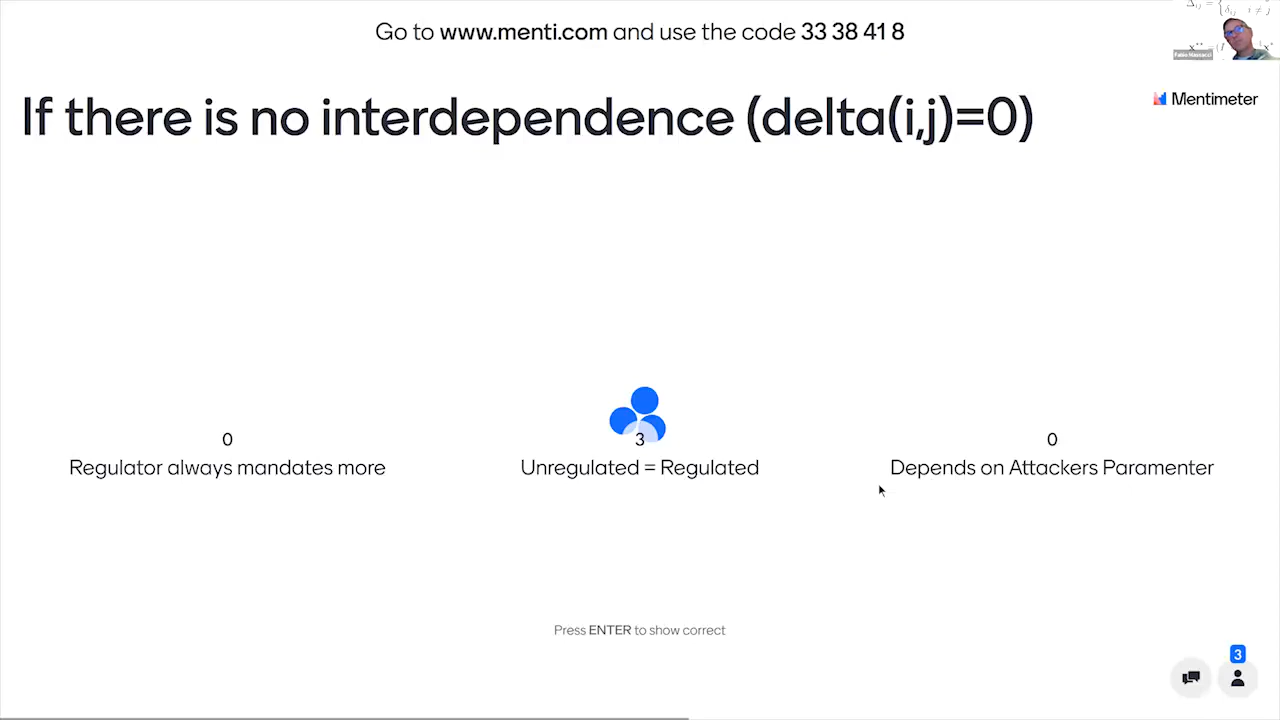 Go to www.menti.com and use the code 33 38 41 8
If there is no interdependence (delta(i,j)=0)
Mentimeter
0
Regulator always mandates more
3
Unregulated = Regulated
0
Depends on Attackers Paramenter
Press ENTER to show correct
3